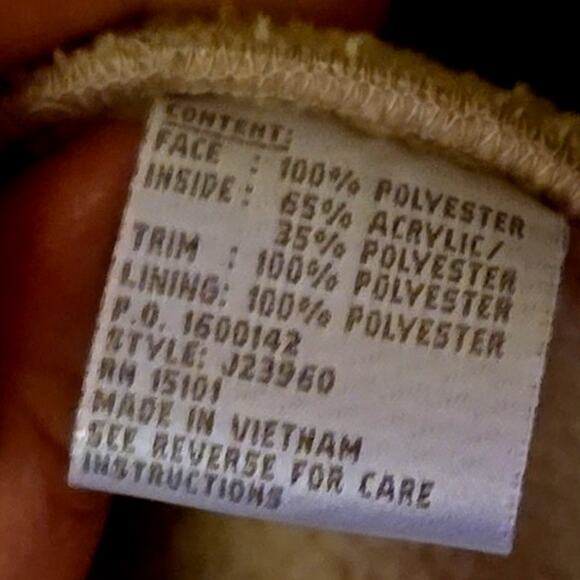 CONTENT:
FACE : 100% POLYESTER
INSIDE: 65% ACRYLIC/
35% POLYESTER
TRIM : 100% POLYESTER
LINING: 100% POLYESTER
P.O. 1600142
STYLE: J23960
RN 15101
MADE IN VIETNAM
SEE REVERSE FOR CARE
INSTRUCTIONS